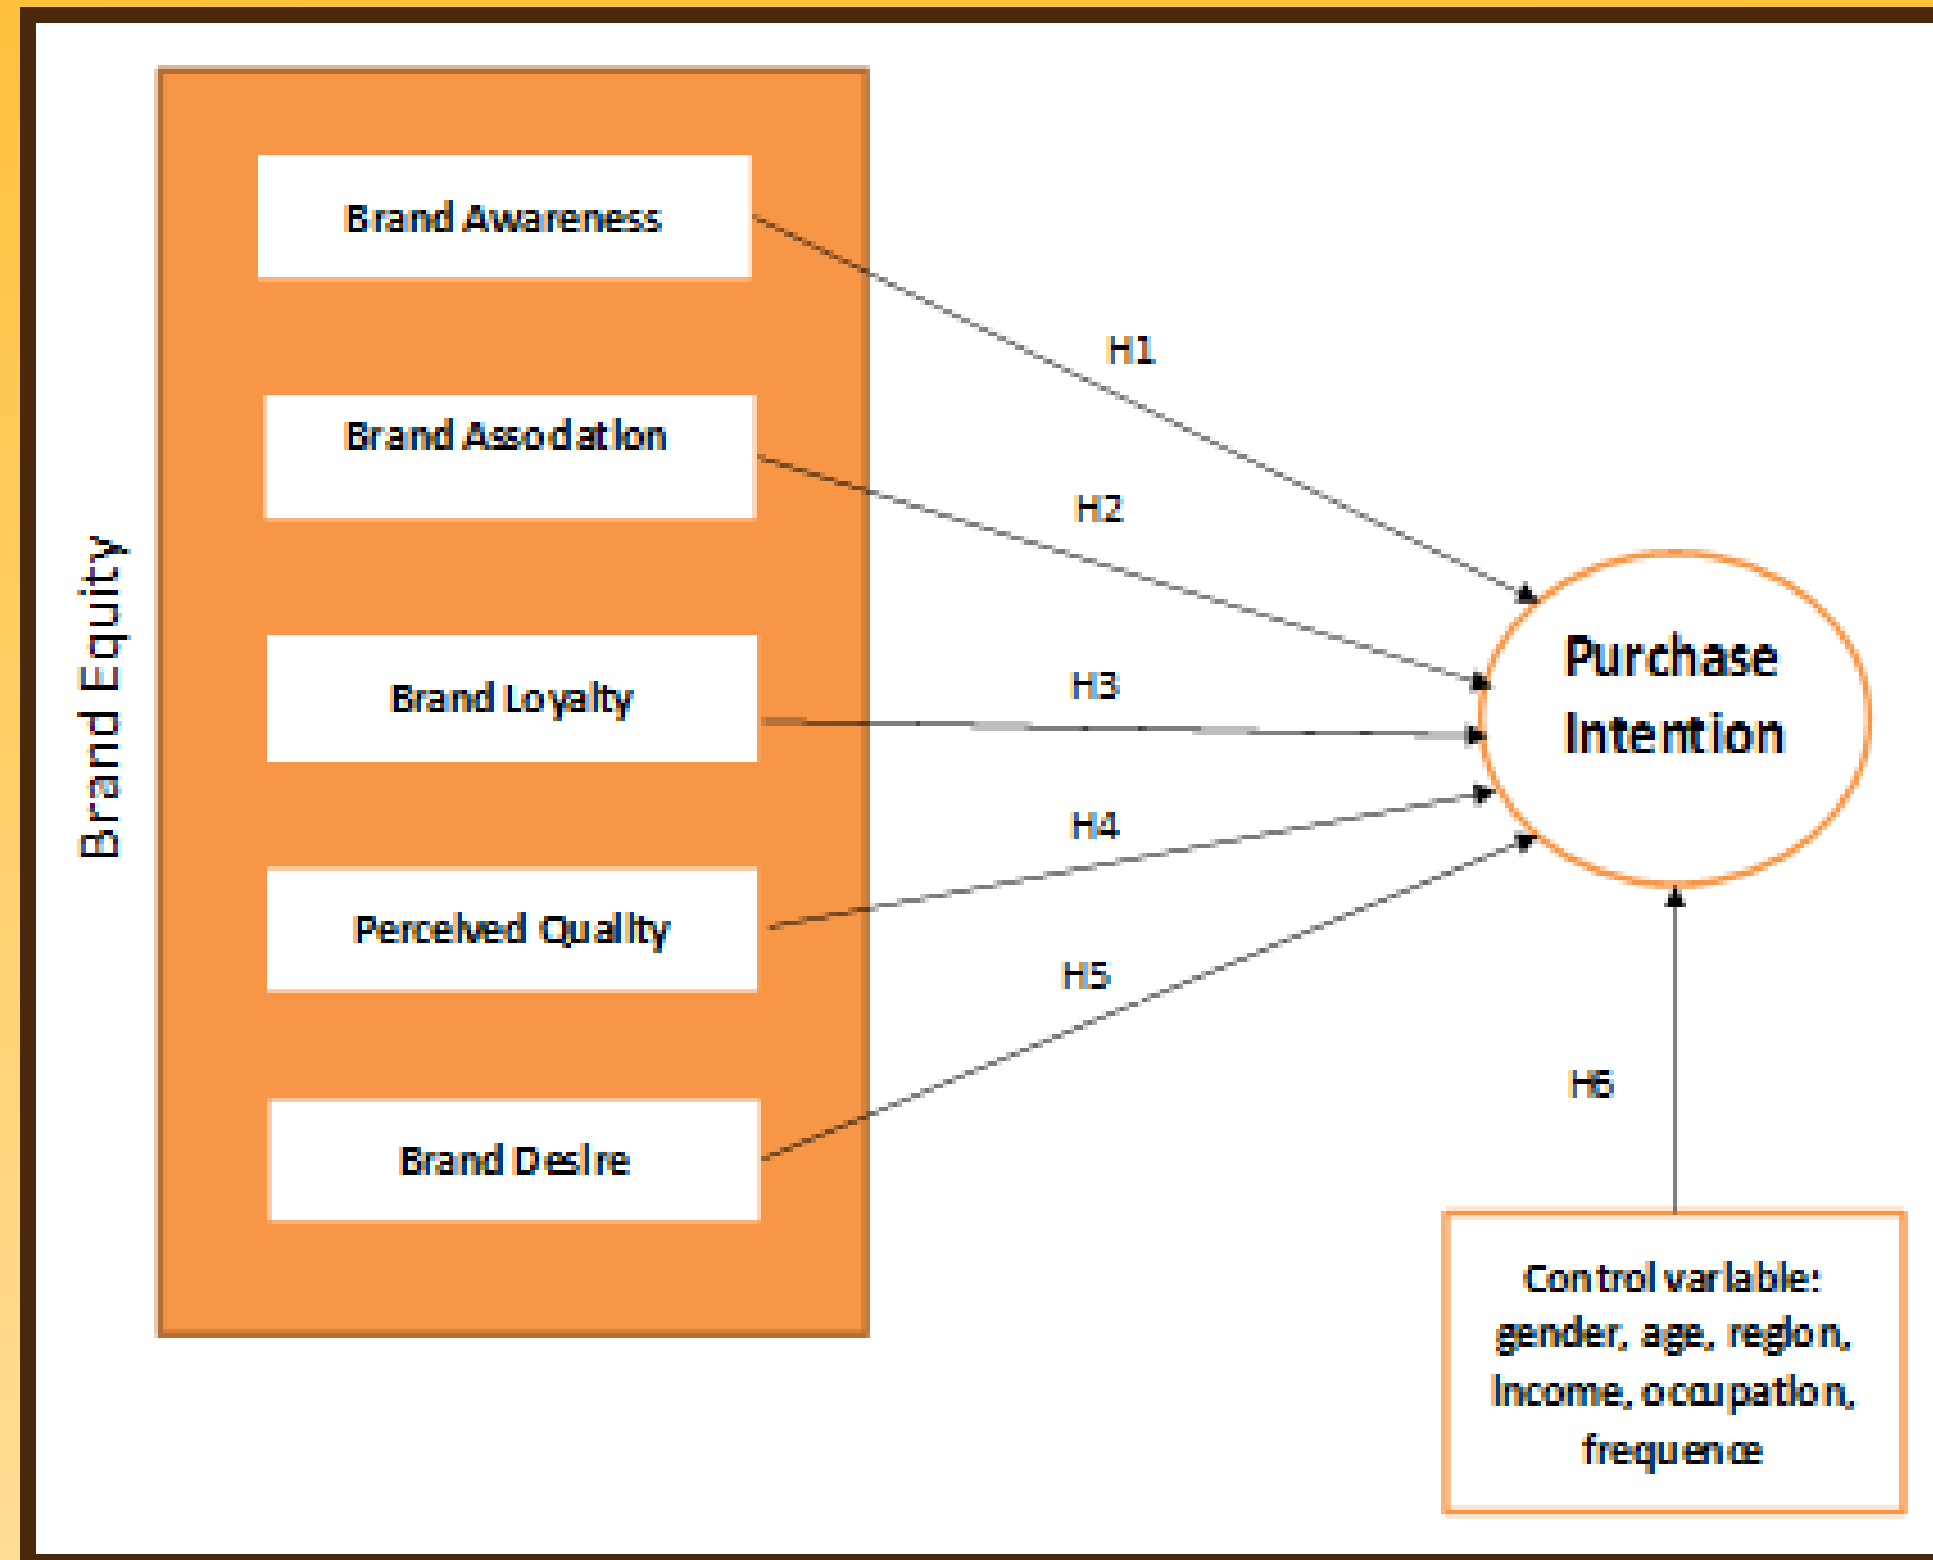 Brand Equity
Brand Awareness
Brand Association
Brand Loyalty
Perceived Quality
Brand Desire
H1
H2
H3
H4
H5
H6
Purchase
Intention
Control variable:
gender, age, region,
income, occupation,
frequence